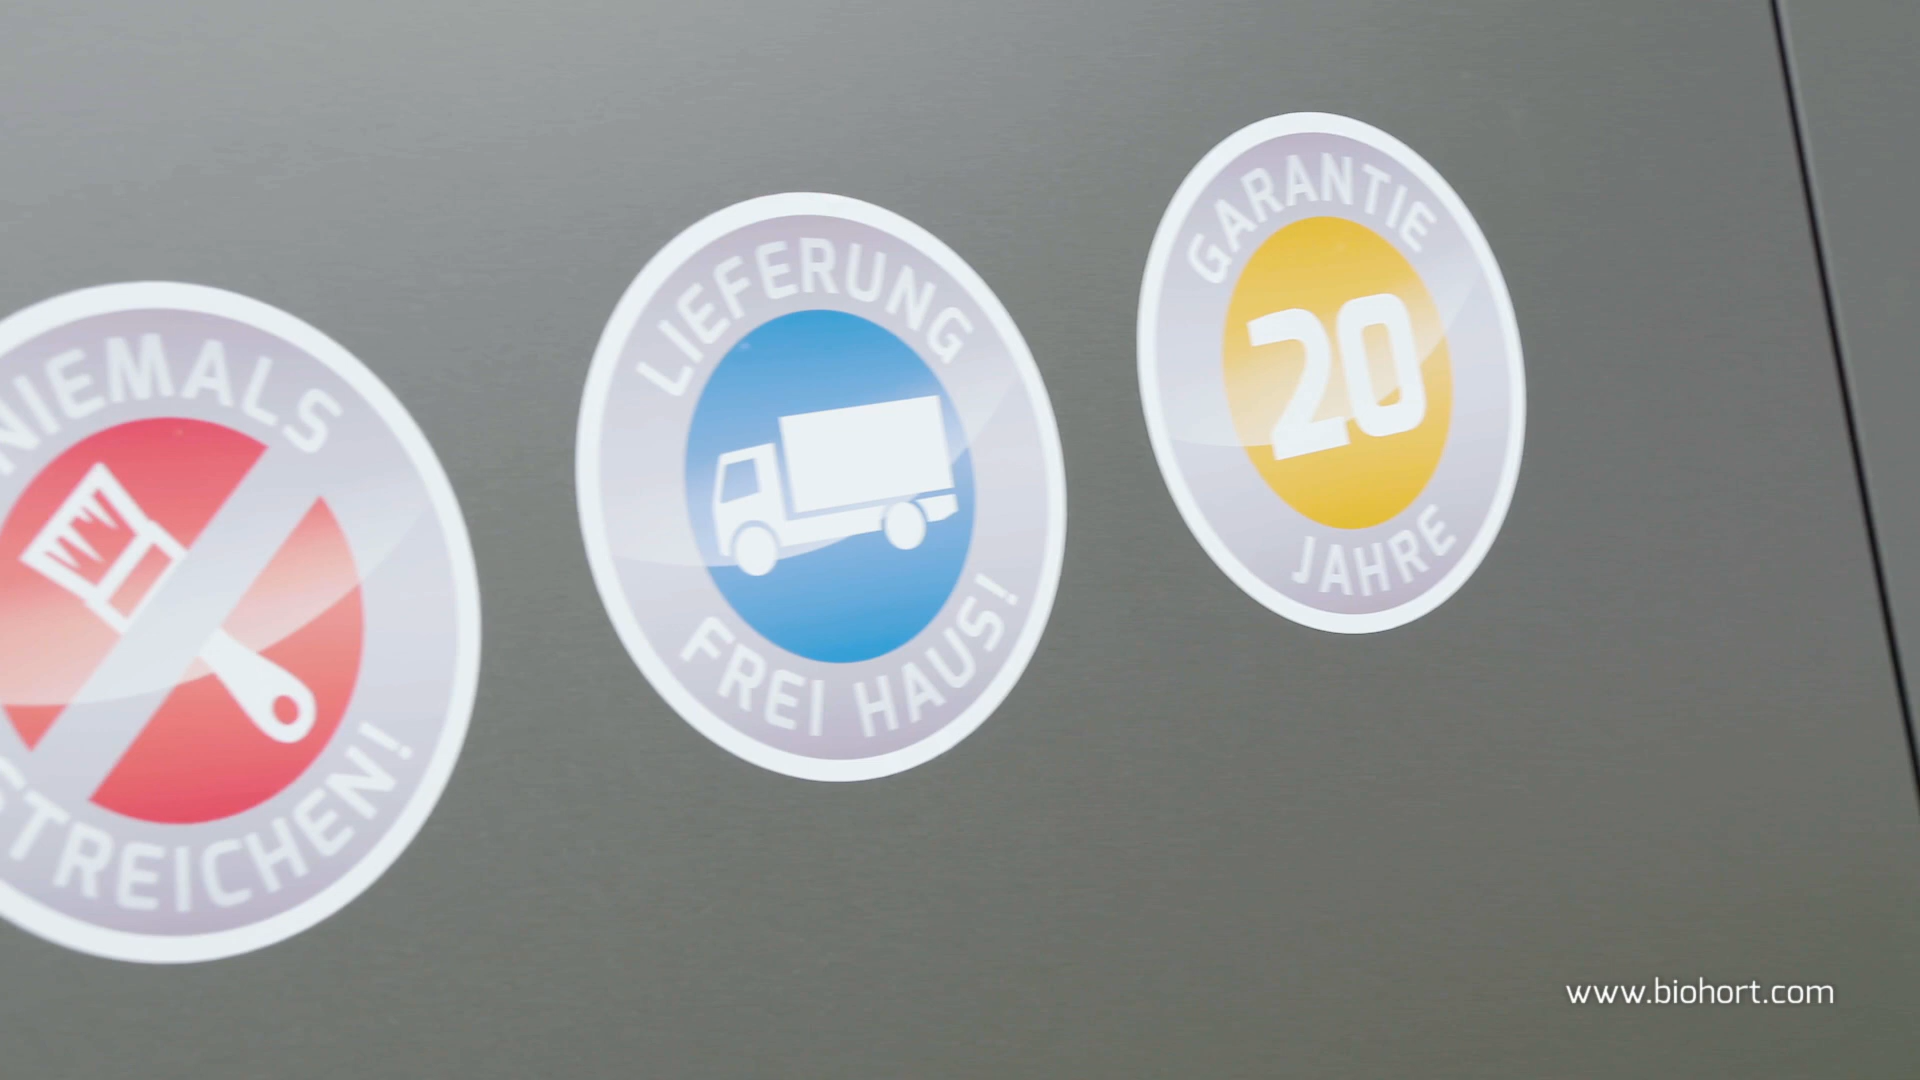 NIEMALS
STREICHEN!
LIEFERUNG
FREI HAUS!
GARANTIE
20
JAHRE
www.biohort.com